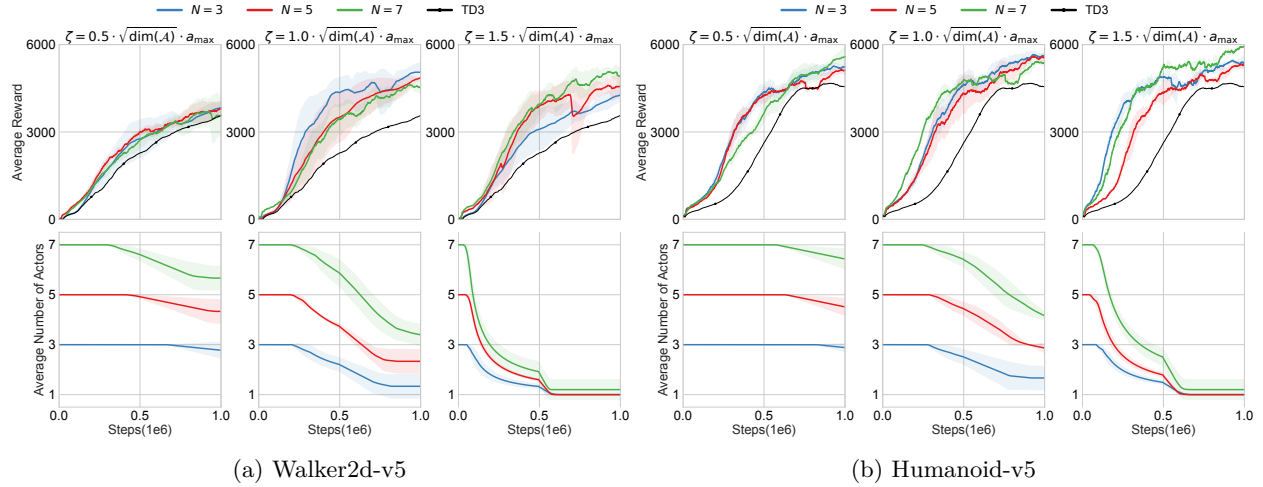 N = 3 N = 5 N = 7 TD3
ζ = 0.5 · √dim(𝒜) · a_max ζ = 1.0 · √dim(𝒜) · a_max ζ = 1.5 · √dim(𝒜) · a_max
6000 6000 6000
3000 3000 3000
0 0 0
Average Reward
7 7 7
5 5 5
3 3 3
1 1 1
Average Number of Actors
0.0 0.5 1.0 0.0 0.5 1.0 0.0 0.5 1.0
Steps(1e6) Steps(1e6) Steps(1e6)
(a) Walker2d-v5
N = 3 N = 5 N = 7 TD3
ζ = 0.5 · √dim(𝒜) · a_max ζ = 1.0 · √dim(𝒜) · a_max ζ = 1.5 · √dim(𝒜) · a_max
6000 6000 6000
3000 3000 3000
0 0 0
Average Reward
7 7 7
5 5 5
3 3 3
1 1 1
Average Number of Actors
0.0 0.5 1.0 0.0 0.5 1.0 0.0 0.5 1.0
Steps(1e6) Steps(1e6) Steps(1e6)
(b) Humanoid-v5